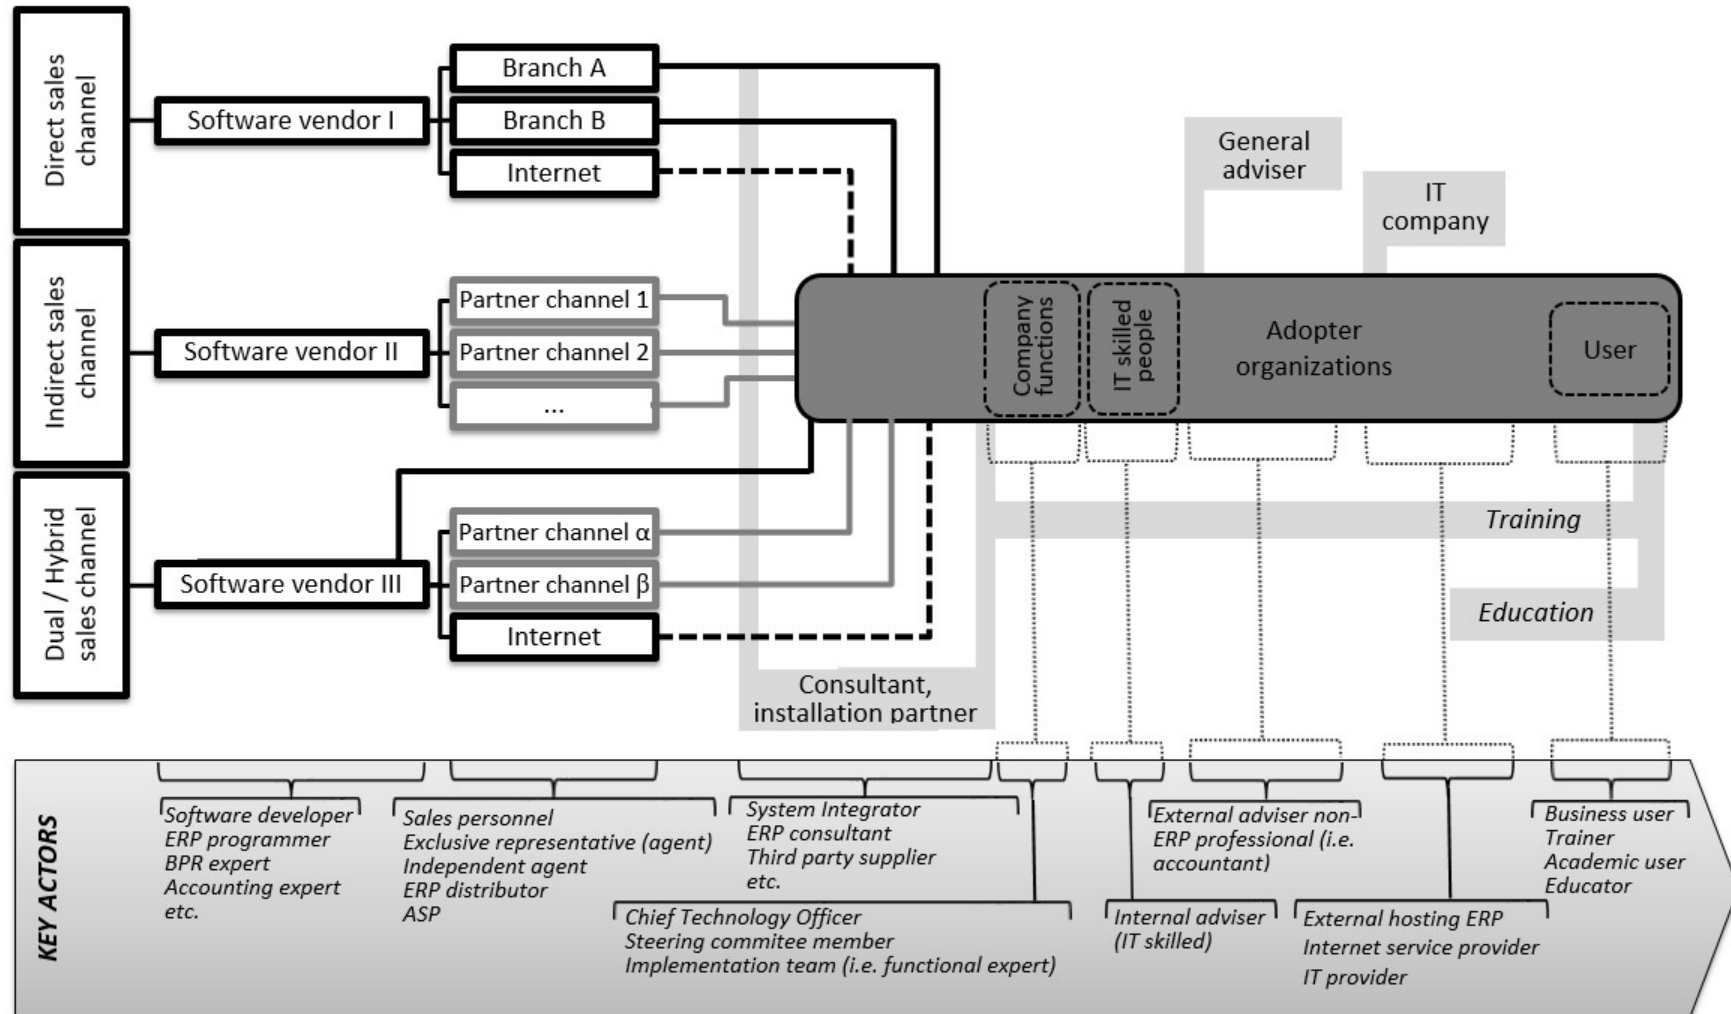 Direct sales
channel
Software vendor I
Branch A
Branch B
Internet
General
adviser
IT
company
Indirect sales
channel
Software vendor II
Partner channel 1
Partner channel 2
...
Company
functions
IT skilled
people
Adopter
organizations
User
Dual / Hybrid
sales channel
Software vendor III
Partner channel α
Partner channel β
Internet
Training
Education
Consultant,
installation partner
KEY ACTORS
Software developer
ERP programmer
BPR expert
Accounting expert
etc.
Sales personnel
Exclusive representative (agent)
Independent agent
ERP distributor
ASP
System Integrator
ERP consultant
Third party supplier
etc.
Chief Technology Officer
Steering commitee member
Implementation team (i.e. functional expert)
External adviser non-
ERP professional (i.e.
accountant)
Internal adviser
(IT skilled)
External hosting ERP
Internet service provider
IT provider
Business user
Trainer
Academic user
Educator